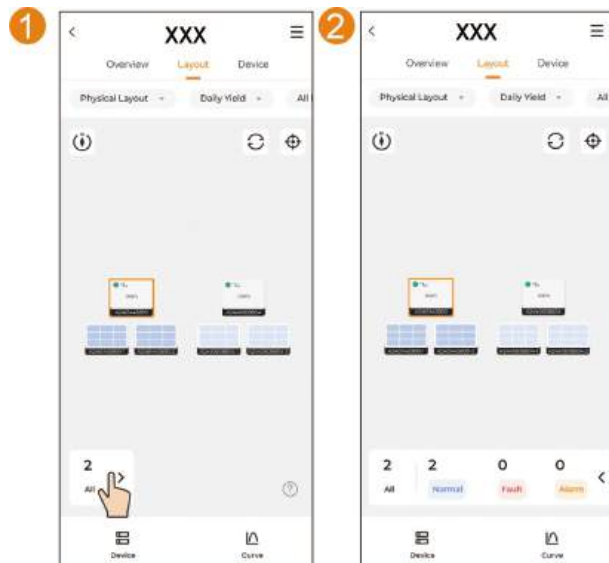 1
XXX
Overview Layout Device
Physical Layout Daily Yield All
2
All
Device Curve
2
XXX
Overview Layout Device
Physical Layout Daily Yield All
2 2 0 0
All Normal Fault Alarm
Device Curve